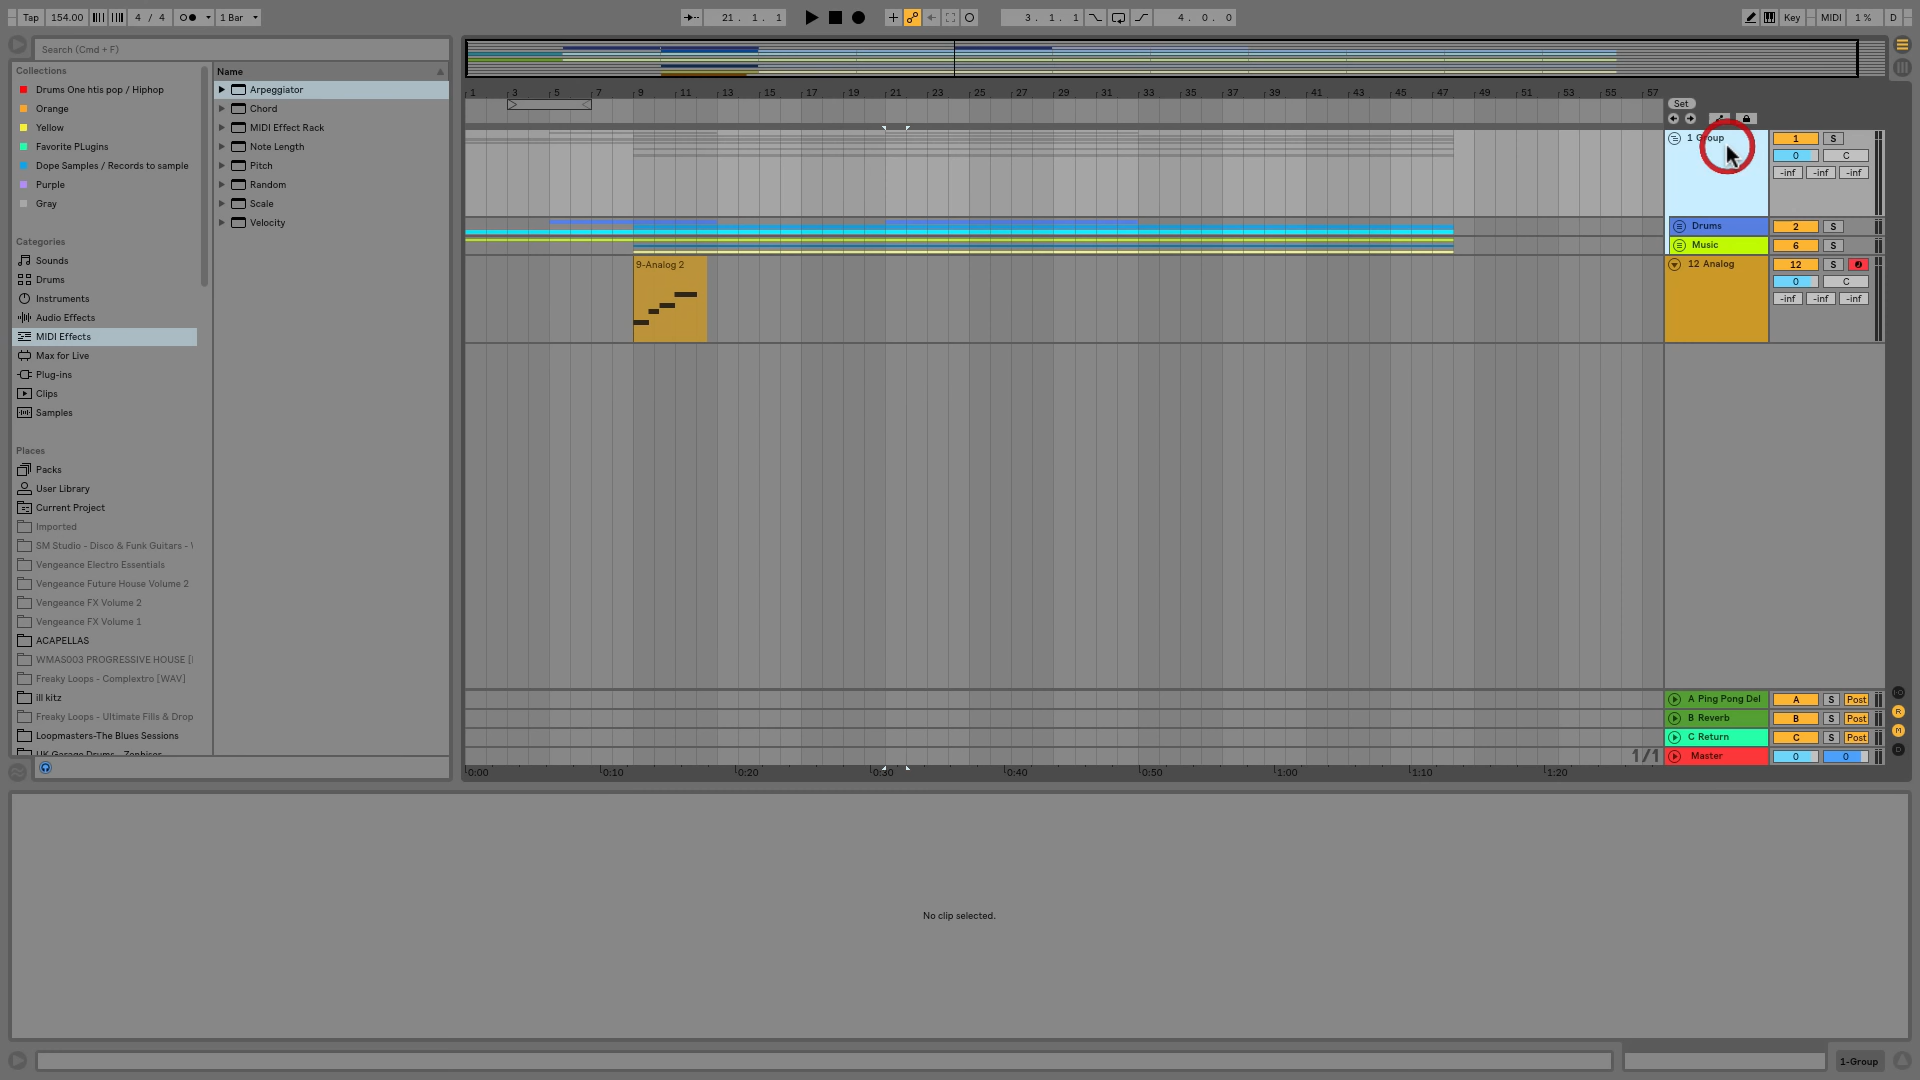 Tap 154.00 4 / 4 1 Bar 21 . 1 . 1 3 . 1 . 1 4 . 0 . 0 Key MIDI 1 % D
Search (Cmd + F)
Collections
Drums One htis pop / Hiphop
Orange
Yellow
Favorite PLugins
Dope Samples / Records to sample
Purple
Gray
Categories
Sounds
Drums
Instruments
Audio Effects
MIDI Effects
Max for Live
Plug-ins
Clips
Samples
Places
Packs
User Library
Current Project
Imported
SM Studio - Disco & Funk Guitars -
Vengeance Electro Essentials
Vengeance Future House Volume 2
Vengeance FX Volume 2
Vengeance FX Volume 1
ACAPELLAS
WMAS003 PROGRESSIVE HOUSE [
Freaky Loops - Complextro [WAV]
ill kitz
Freaky Loops - Ultimate Fills & Drop
Loopmasters-The Blues Sessions
UK Garage Drums - Zenhiser
Name
Arpeggiator
Chord
MIDI Effect Rack
Note Length
Pitch
Random
Scale
Velocity
1 3 5 7 9 11 13 15 17 19 21 23 25 27 29 31 33 35 37 39 41 43 45 47 49 51 53 55 57
Set
1 Group 1 S
0 C
-inf -inf -inf
Drums 2 S
Music 6 S
9-Analog 2
12 Analog 12 S
0 C
-inf -inf -inf
A Ping Pong Del A S Post
B Reverb B S Post
C Return C S Post
1/1 Master 0 0
R
M
D
0:00 0:10 0:20 0:30 0:40 0:50 1:00 1:10 1:20
No clip selected.
1-Group